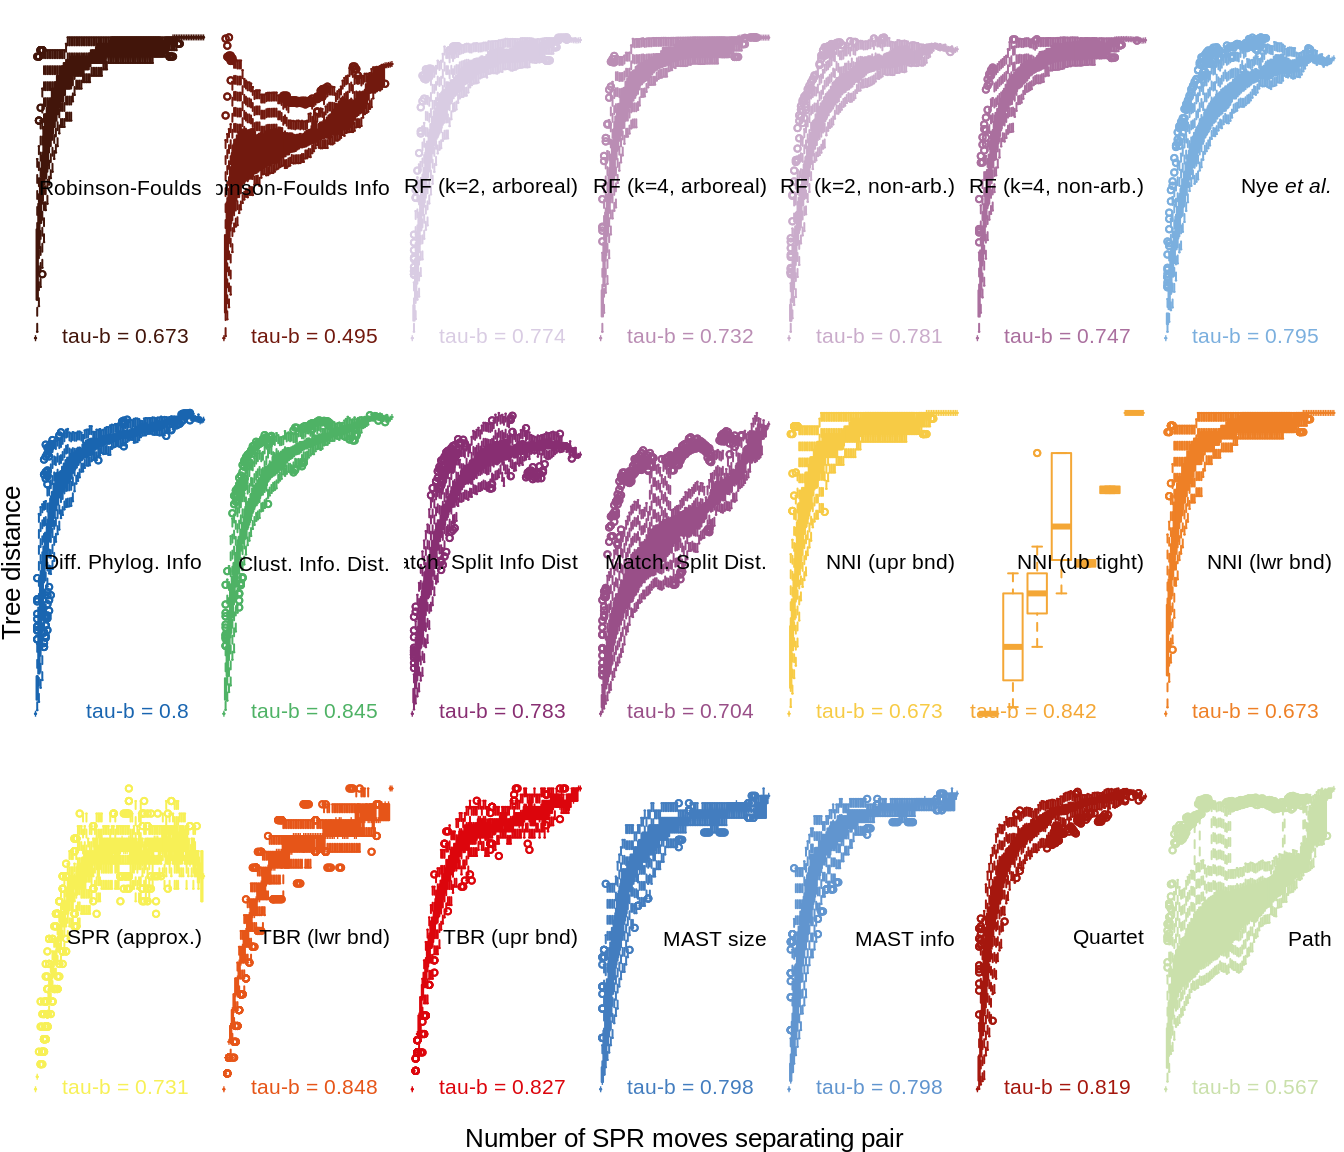 Robinson-Foulds
binson-Foulds Info
RF (k=2, arboreal)
RF (k=4, arboreal)
RF (k=2, non-arb.)
RF (k=4, non-arb.)
Nye et al.
tau-b = 0.673
tau-b = 0.495
tau-b = 0.774
tau-b = 0.732
tau-b = 0.781
tau-b = 0.747
tau-b = 0.795
Tree distance
Diff. Phylog. Info
Clust. Info. Dist.
atch. Split Info Dist
Match. Split Dist.
NNI (upr bnd)
NNI (ub tight)
NNI (lwr bnd)
tau-b = 0.8
tau-b = 0.845
tau-b = 0.783
tau-b = 0.704
tau-b = 0.673
tau-b = 0.842
tau-b = 0.673
SPR (approx.)
TBR (lwr bnd)
TBR (upr bnd)
MAST size
MAST info
Quartet
Path
tau-b = 0.731
tau-b = 0.848
tau-b = 0.827
tau-b = 0.798
tau-b = 0.798
tau-b = 0.819
tau-b = 0.567
Number of SPR moves separating pair